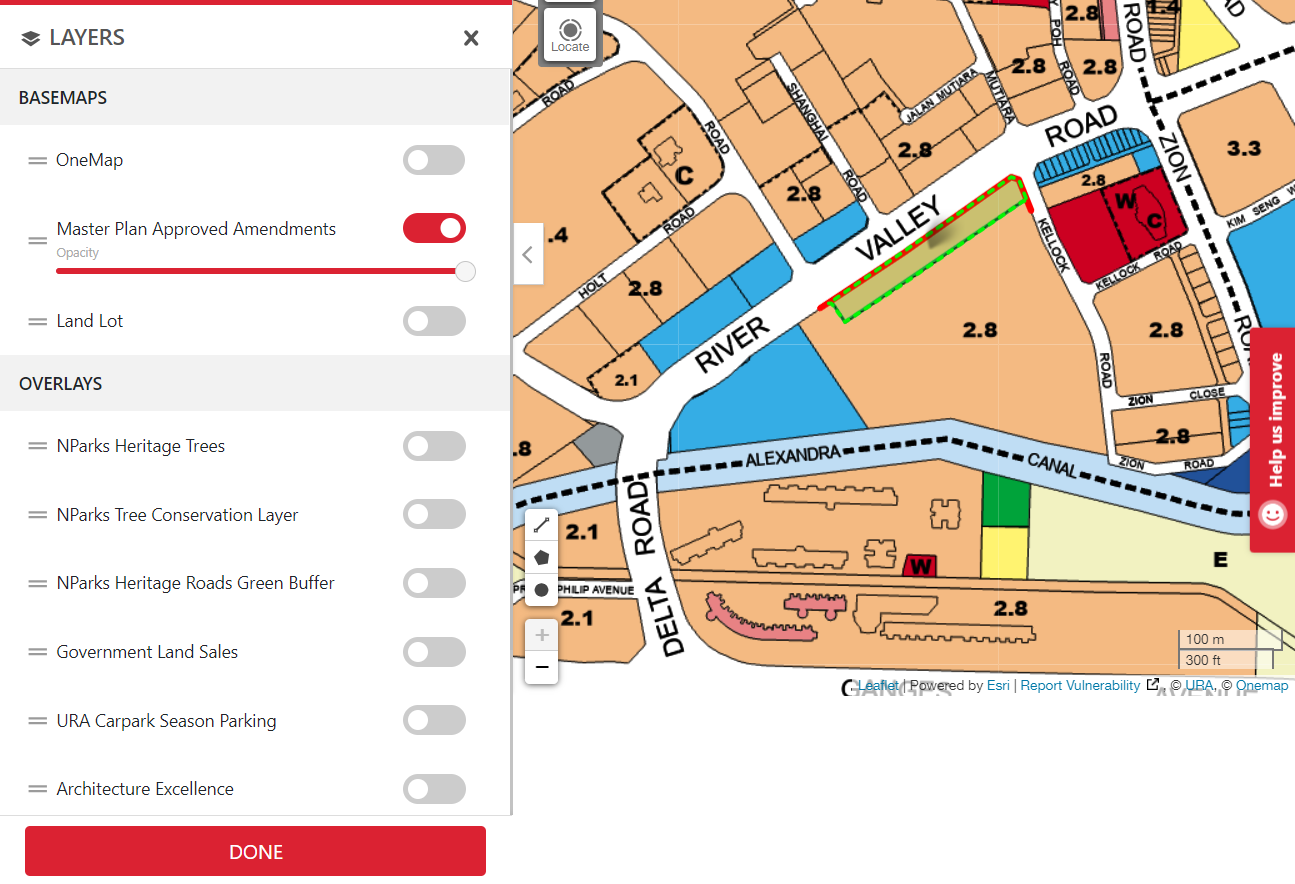 LAYERS
BASEMAPS
OneMap
Master Plan Approved Amendments
Opacity
Land Lot
OVERLAYS
NParks Heritage Trees
NParks Tree Conservation Layer
NParks Heritage Roads Green Buffer
Government Land Sales
URA Carpark Season Parking
Architecture Excellence
DONE
Locate
2.8
1.4
ROAD
POH
ROAD
2.8
2.8
ROAD
SHANGHAI
ROAD
JALAN MUTIARA
MUTIARA
ROAD
ROAD
C
2.8
2.8
VALLEY
ROAD
ZION
3.3
2.8
W
C
KIM SENG
KELLOCK
KELLOCK ROAD
.4
ROAD
HOLT
2.8
RIVER
2.8
2.8
ROAD
2.1
ZION
CLOSE
2.8
ZION
ROAD
.8
ALEXANDRA
CANAL
ROAD
DELTA
2.1
PHILIP AVENUE
2.1
W
2.8
E
Help us improve
100 m
300 ft
GANGES
AVENUE
Leaflet | Powered by Esri | Report Vulnerability , © URA, © Onemap